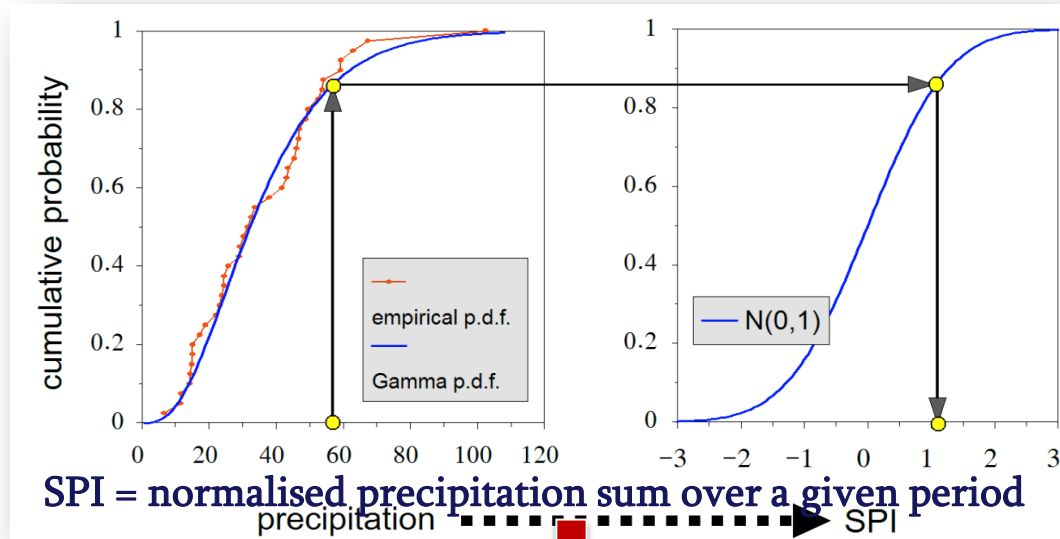 cumulative probability
1
0.8
0.6
0.4
0.2
0
0 20 40 60 80 100 120
empirical p.d.f.
Gamma p.d.f.
1
0.8
0.6
0.4
0.2
0
−3 −2 −1 0 1 2 3
N(0,1)
SPI = normalised precipitation sum over a given period
precipitation SPI